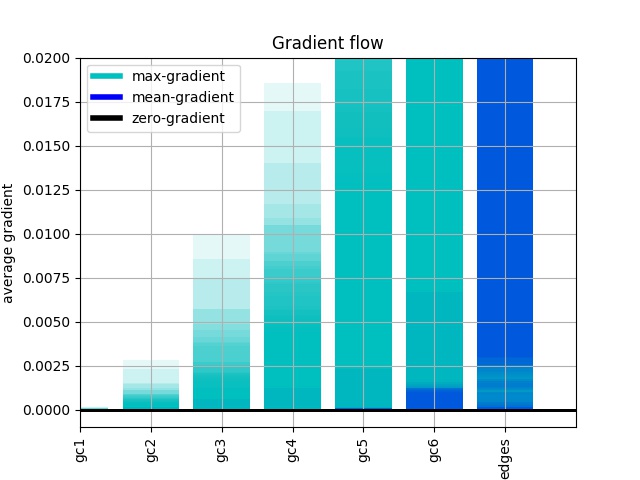 Gradient flow
max-gradient
mean-gradient
zero-gradient
average gradient
0.0200
0.0175
0.0150
0.0125
0.0100
0.0075
0.0050
0.0025
0.0000
gc1
gc2
gc3
gc4
gc5
gc6
edges